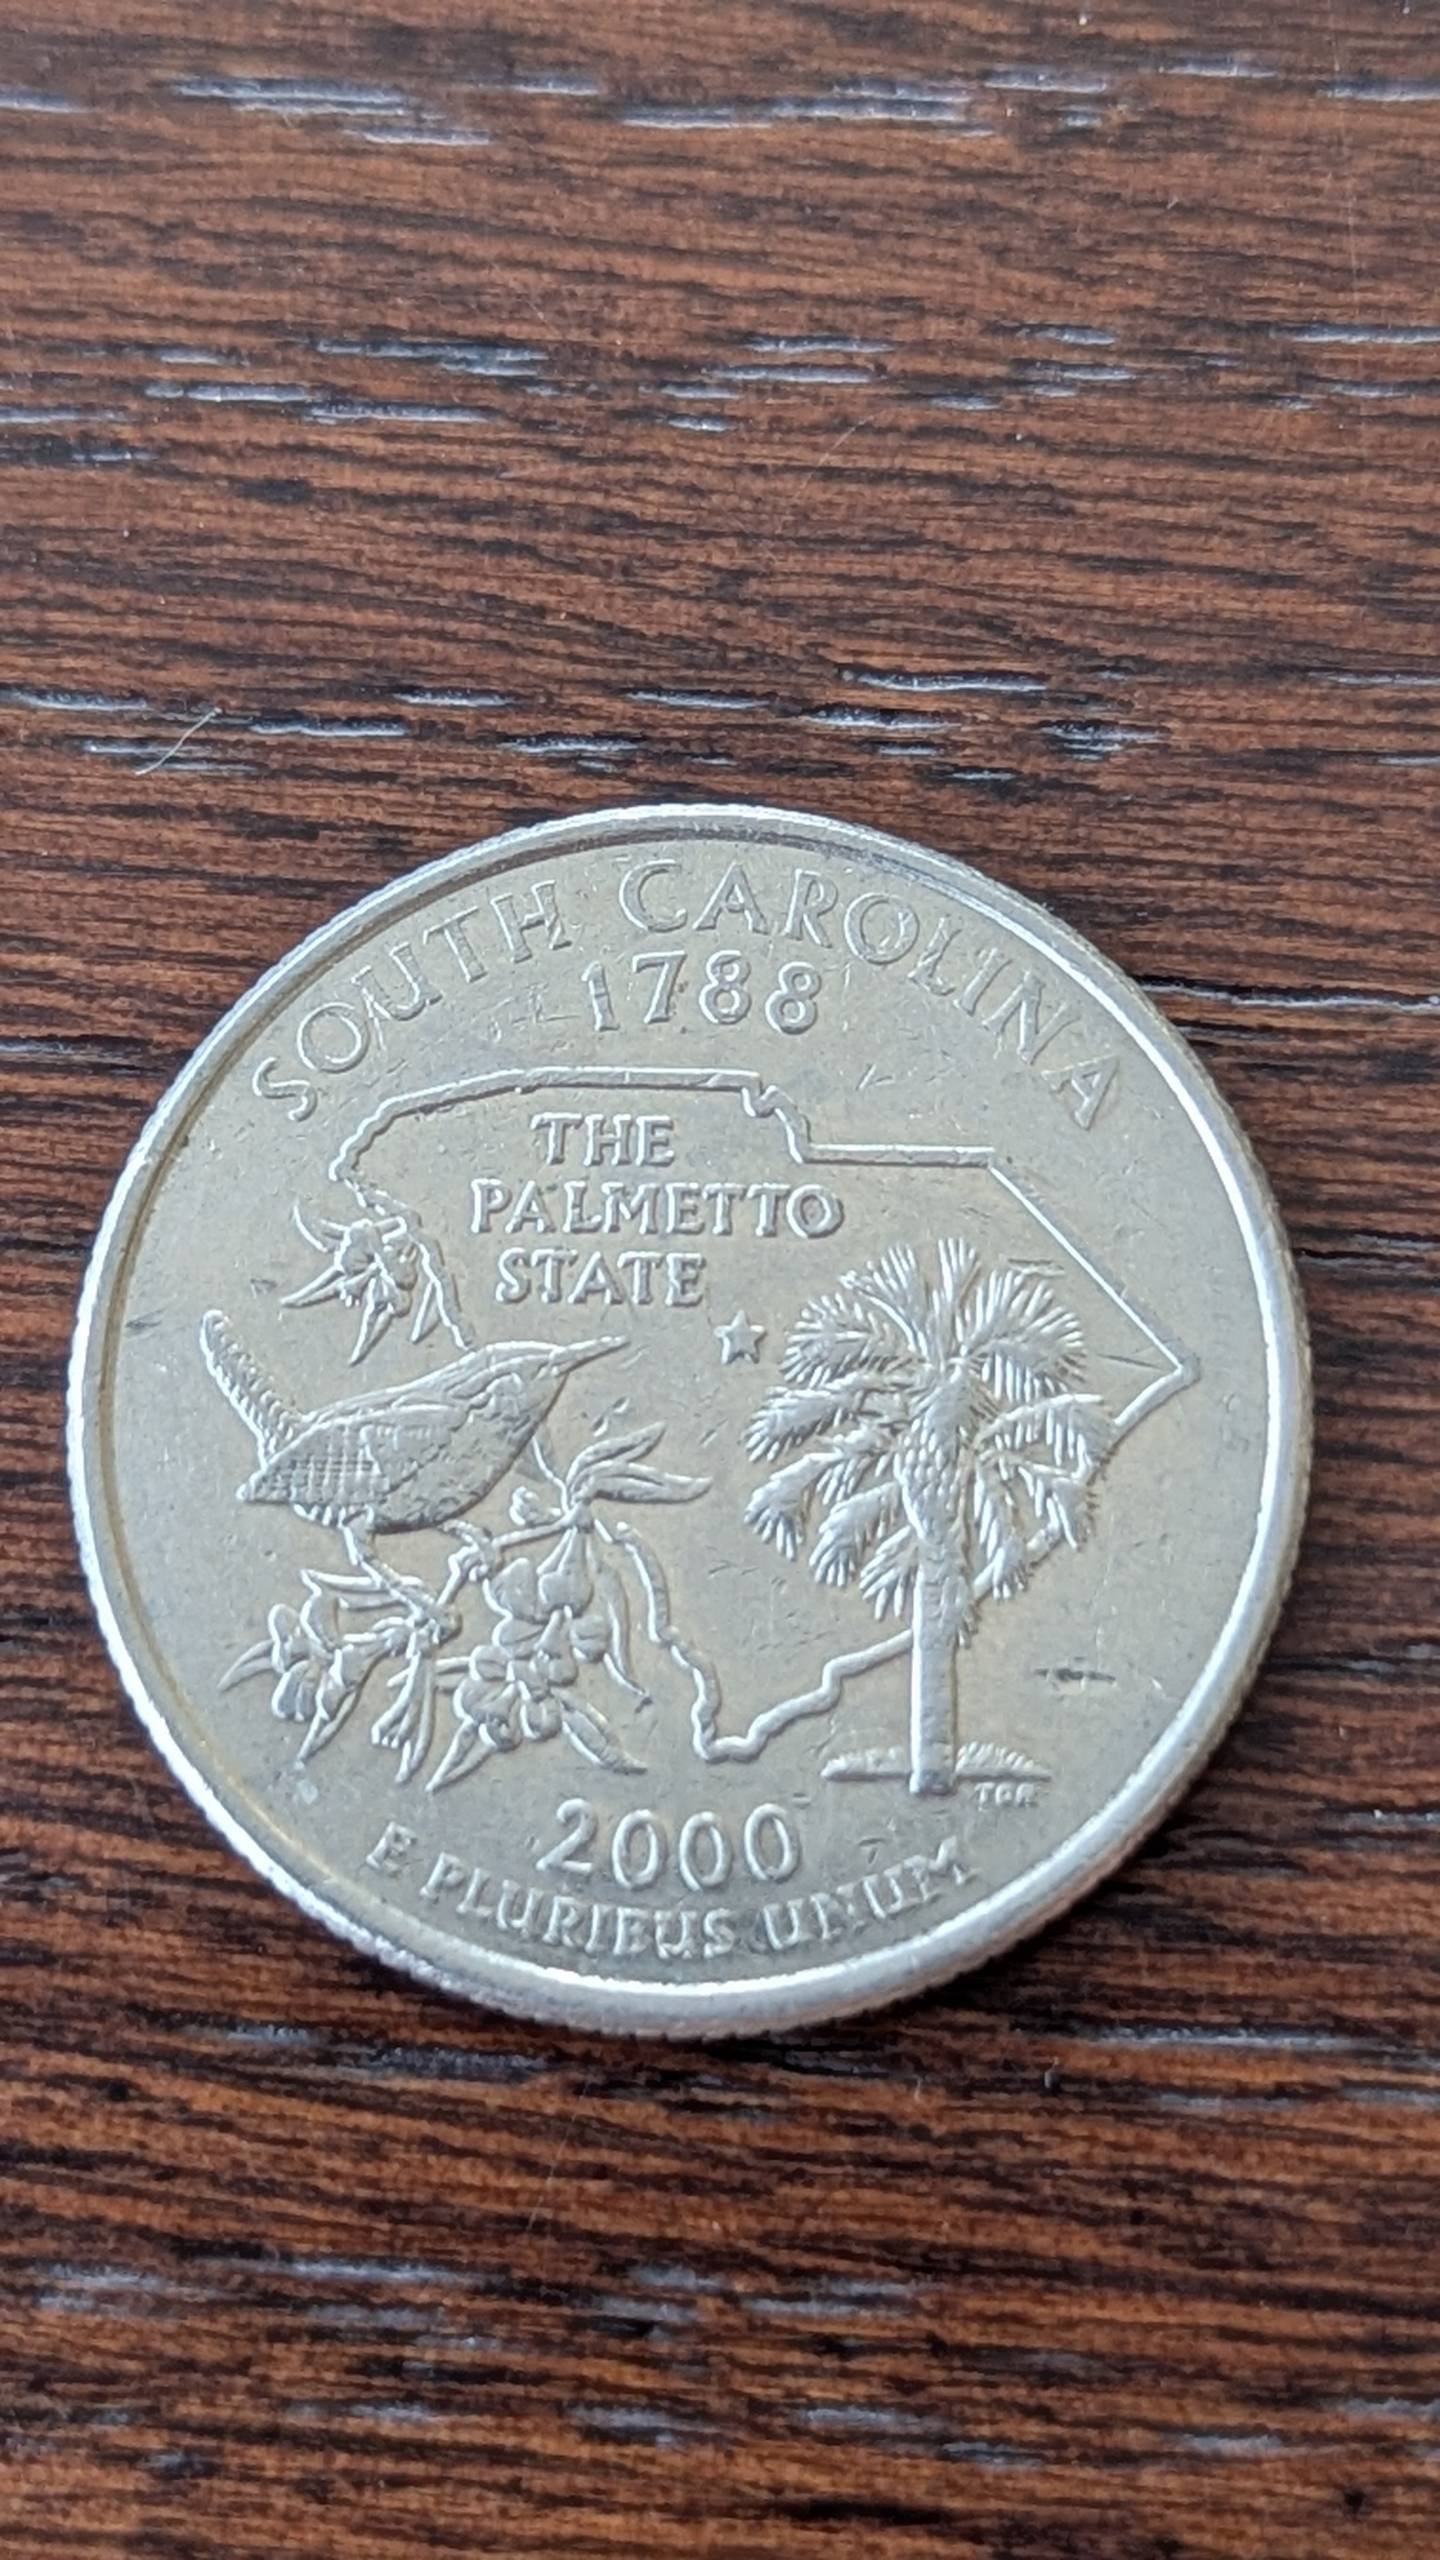 SOUTH CAROLINA
1788
THE
PALMETTO
STATE
2000
E PLURIBUS UNUM